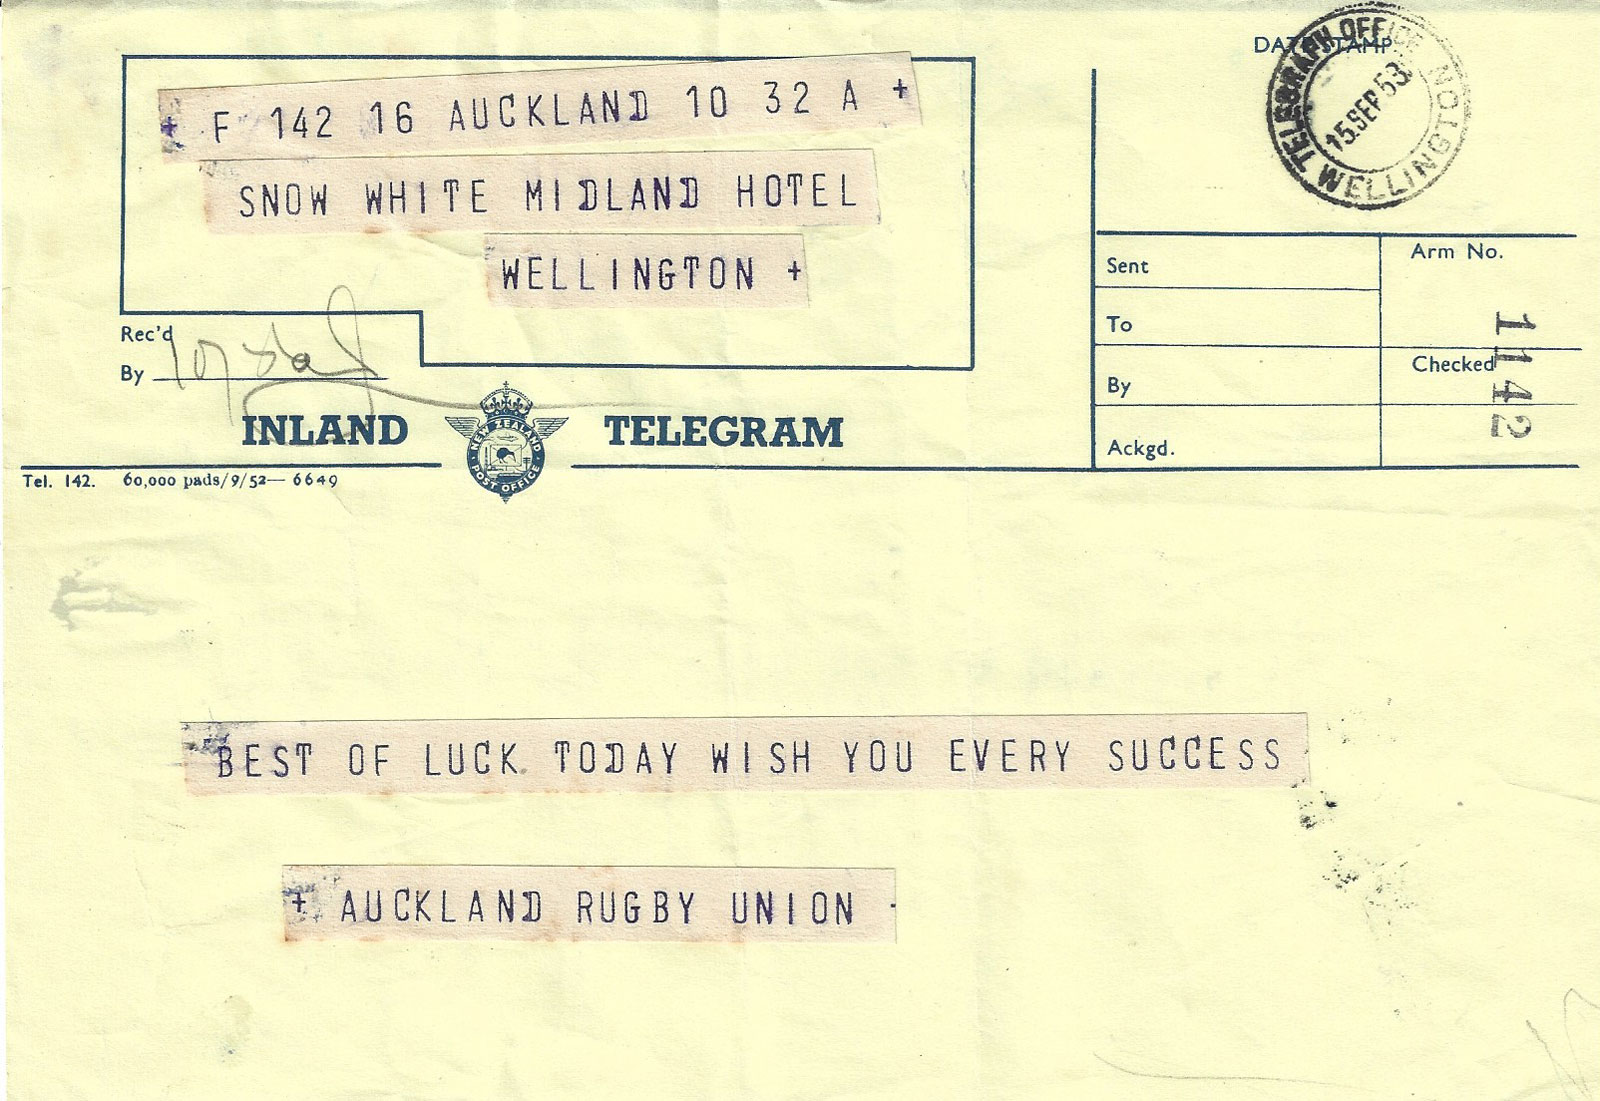 DATE STAMP
TELEGRAPH OFFICE
15.SEP.53
WELLINGTON
+ F 142 16 AUCKLAND 10 32 A +
SNOW WHITE MIDLAND HOTEL
WELLINGTON +
Rec'd
By
Sent
To
By
Ackgd.
Arm No.
Checked
1142
INLAND TELEGRAM
NEW ZEALAND
POST OFFICE
Tel. 142. 60,000 pads/9/52— 6649
BEST OF LUCK TODAY WISH YOU EVERY SUCCESS
+ AUCKLAND RUGBY UNION